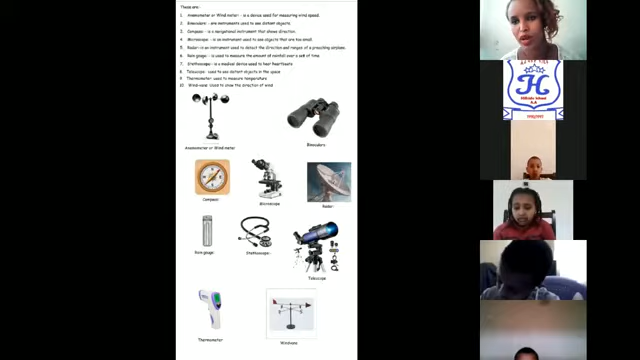 These are:-
1. Anemometer or Wind meter : - is a device used for measuring wind speed.
2. Binoculars:- are instruments used to see distant objects.
3. Compass: - is a navigational instrument that shows direction.
4. Microscope:- is an instrument used to see objects that are too small.
5. Radar:-is an instrument used to detect the direction and ranges of approaching airplane.
6. Rain gauge :- is used to measure the amount of rainfall over a set of time.
7. Stethoscope:- is a medical device used to hear heartbeats
8. Telescope:- used to see distant objects in the space
9. Thermometer: used to measure temperature
10. Wind vane: used to show the direction of wind
Anemometer or Wind meter
Binoculars
Compass
Microscope
Radar
Rain gauge
Stethoscope
Telescope
Thermometer
Windvane
H
Hillside School